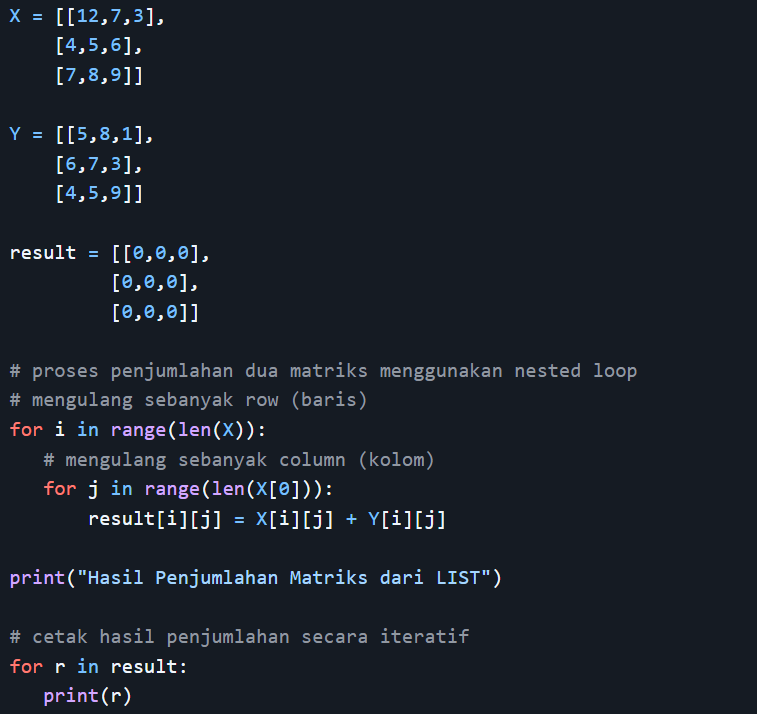 X = [[12,7,3],
    [4,5,6],
    [7,8,9]]

Y = [[5,8,1],
    [6,7,3],
    [4,5,9]]

result = [[0,0,0],
         [0,0,0],
         [0,0,0]]

# proses penjumlahan dua matriks menggunakan nested loop
# mengulang sebanyak row (baris)
for i in range(len(X)):
   # mengulang sebanyak column (kolom)
   for j in range(len(X[0])):
       result[i][j] = X[i][j] + Y[i][j]

print("Hasil Penjumlahan Matriks dari LIST")

# cetak hasil penjumlahan secara iteratif
for r in result:
   print(r)